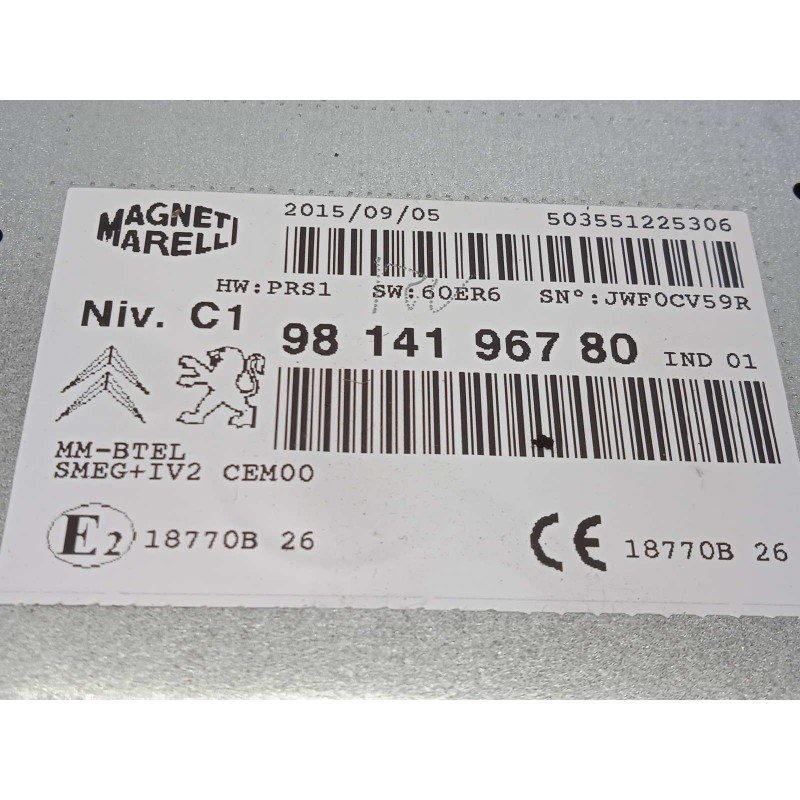 MAGNETI
MARELLI
2015/09/05 503551225306
HW:PRS1 SW:60ER6 SNº:JWF0CV59R
Niv. C1 98 141 967 80 IND 01
MM-BTEL
SMEG+IV2 CEM00
E2 18770B 26 CE 18770B 26